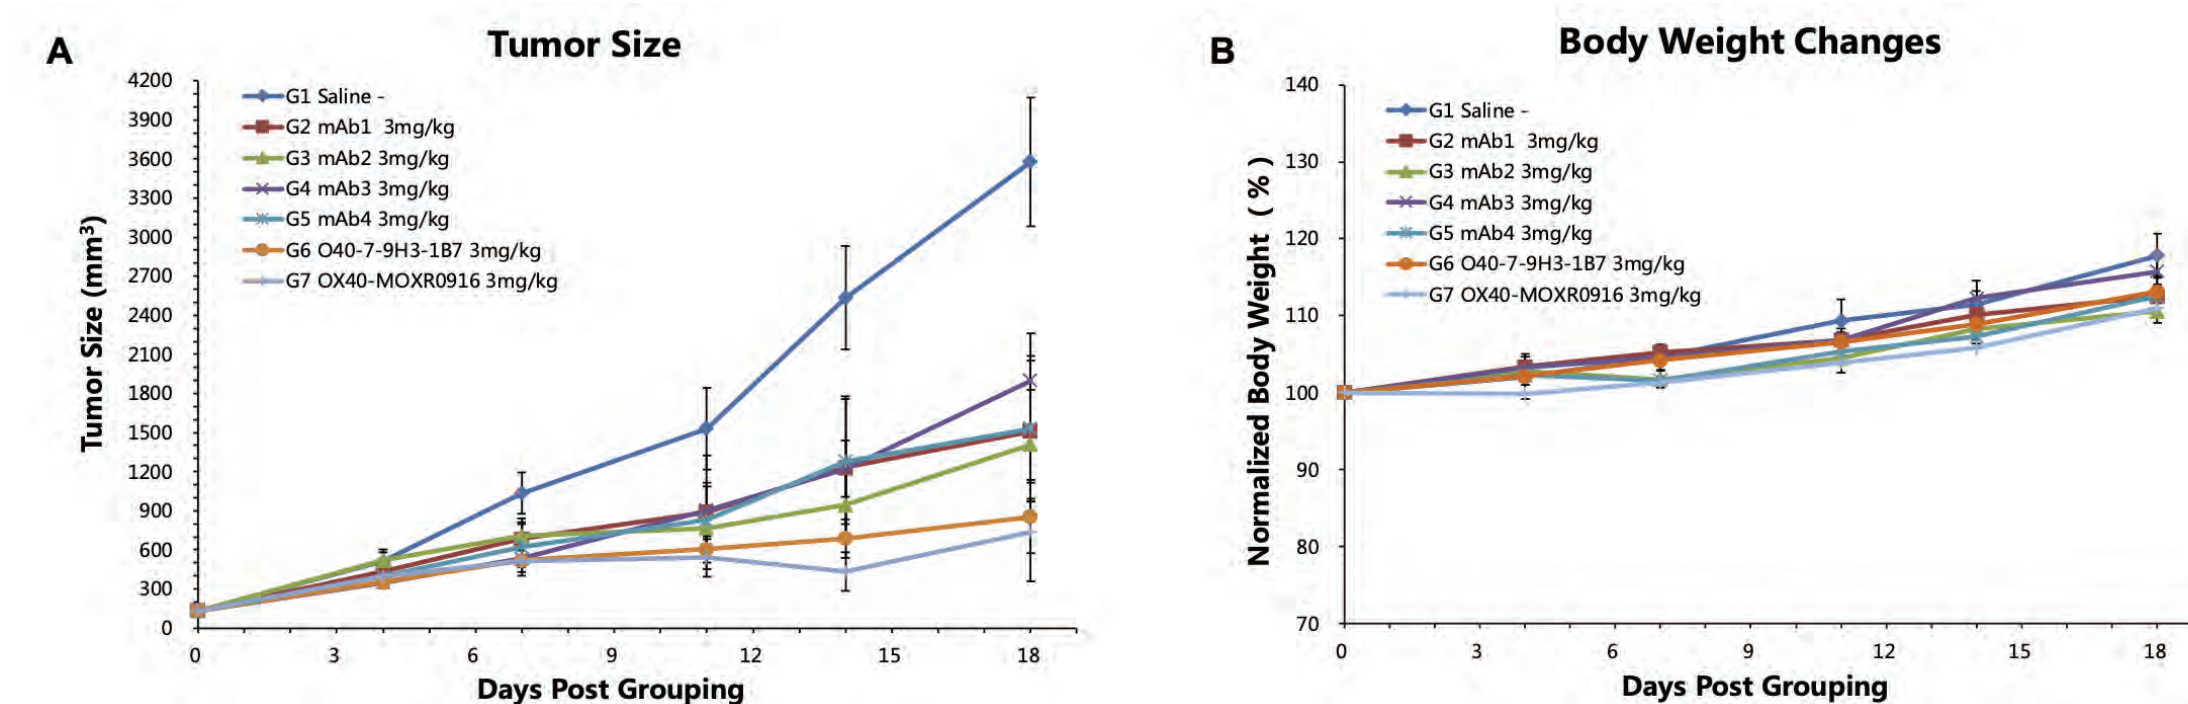 A
Tumor Size
4200
3900
3600
3300
3000
2700
2400
2100
1800
1500
1200
900
600
300
0
Tumor Size (mm³)
G1 Saline -
G2 mAb1  3mg/kg
G3 mAb2 3mg/kg
G4 mAb3 3mg/kg
G5 mAb4 3mg/kg
G6 O40-7-9H3-1B7 3mg/kg
G7 OX40-MOXR0916 3mg/kg
0 3 6 9 12 15 18
Days Post Grouping
B
Body Weight Changes
140
130
120
110
100
90
80
70
Normalized Body Weight ( % )
G1 Saline -
G2 mAb1  3mg/kg
G3 mAb2 3mg/kg
G4 mAb3 3mg/kg
G5 mAb4 3mg/kg
G6 O40-7-9H3-1B7 3mg/kg
G7 OX40-MOXR0916 3mg/kg
0 3 6 9 12 15 18
Days Post Grouping